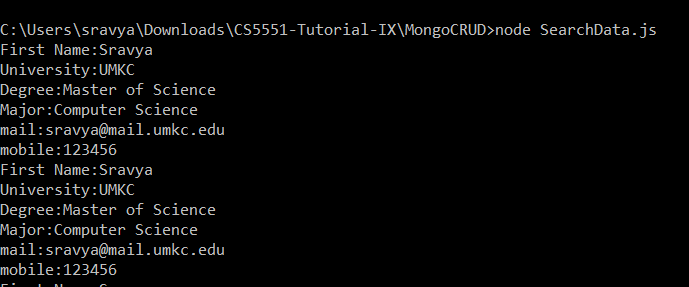 C:\Users\sravya\Downloads\CS5551-Tutorial-IX\MongoCRUD>node SearchData.js
First Name:Sravya
University:UMKC
Degree:Master of Science
Major:Computer Science
mail:sravya@mail.umkc.edu
mobile:123456
First Name:Sravya
University:UMKC
Degree:Master of Science
Major:Computer Science
mail:sravya@mail.umkc.edu
mobile:123456